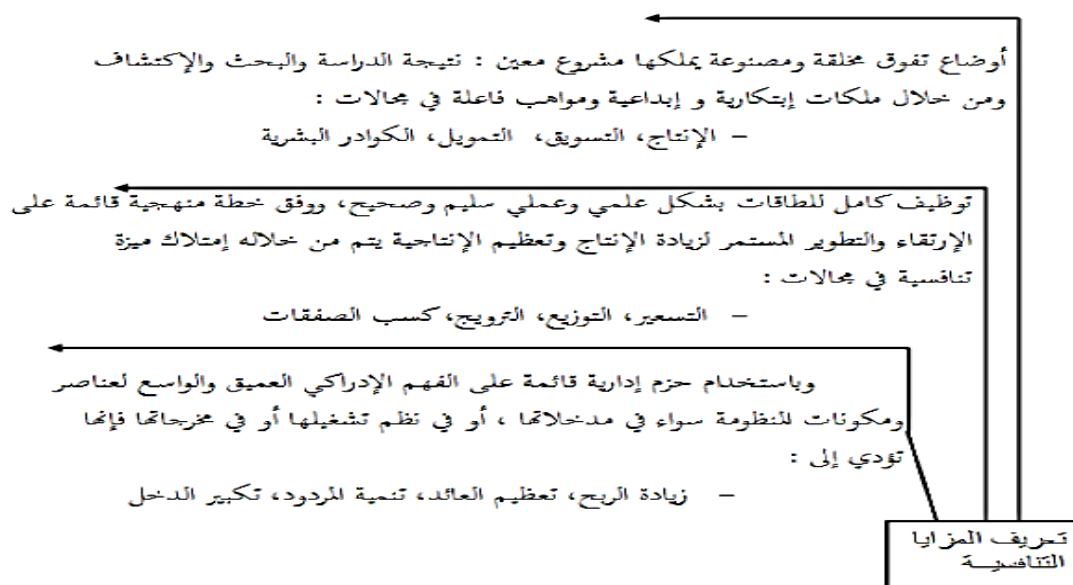 أوضاع تفوق مخلقة ومصنوعة يملكها مشروع معين : نتيجة الدراسة والبحث والإكتشاف
ومن خلال ملكات إبتكارية و إبداعية ومواهب فاعلة في مجالات :
– الإنتاج، التسويق، التمويل، الكوادر البشرية
توظيف كامل للطاقات بشكل علمي وعملي سليم وصحيح، ووفق خطة منهجية قائمة على
الإرتقاء والتطوير المستمر لزيادة الإنتاج وتعظيم الإنتاجية يتم من خلاله إمتلاك ميزة
تنافسية في مجالات :
– التسعير، التوزيع، الترويج، كسب الصفقات
وباستخدام حزم إدارية قائمة على الفهم الإدراكي العميق والواسع لعناصر
ومكونات المنظومة سواء في مدخلاتها ، أو في نظم تشغيلها أو في مخرجاتها فإنها
تؤدي إلى :
– زيادة الربح، تعظيم العائد، تنمية المردود، تكبير الدخل
تعريف المزايا
التنافسية